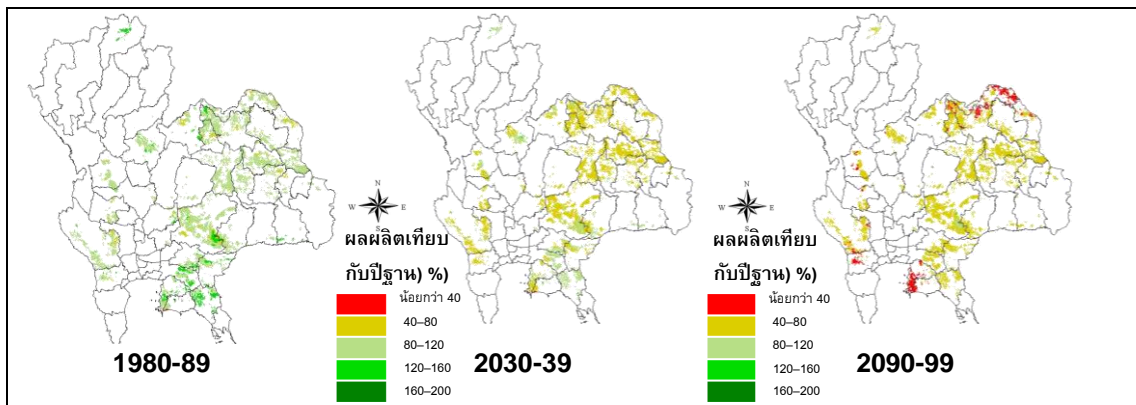 N
W E
S
ผลผลิตเทียบ
กับปีฐาน) %)
น้อยกว่า 40
40–80
80–120
120–160
160–200
N
W E
S
ผลผลิตเทียบ
กับปีฐาน) %)
น้อยกว่า 40
40–80
80–120
120–160
160–200
1980-89
2030-39
2090-99